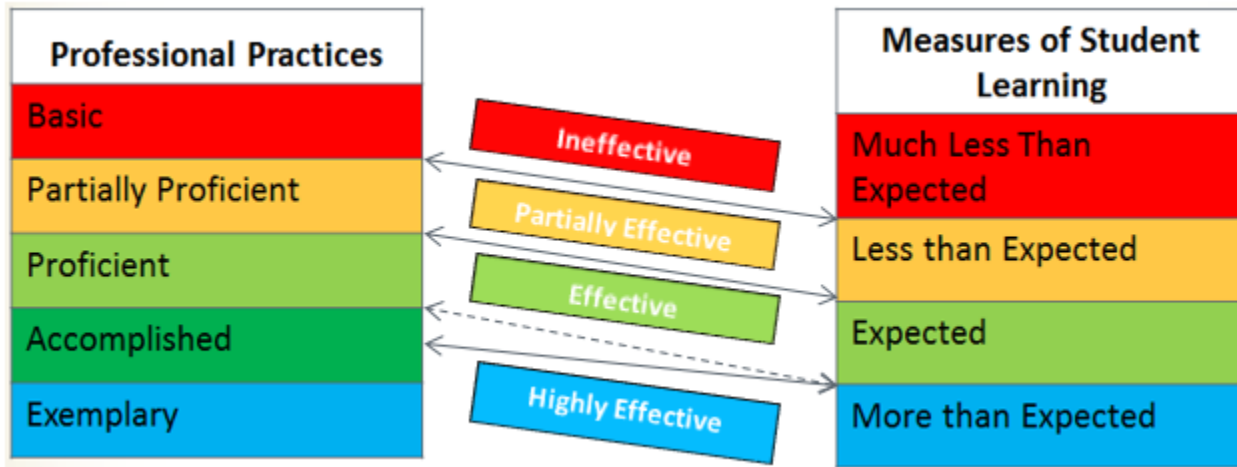 Professional Practices
Basic
Partially Proficient
Proficient
Accomplished
Exemplary
Ineffective
Partially Effective
Effective
Highly Effective
Measures of Student
Learning
Much Less Than
Expected
Less than Expected
Expected
More than Expected